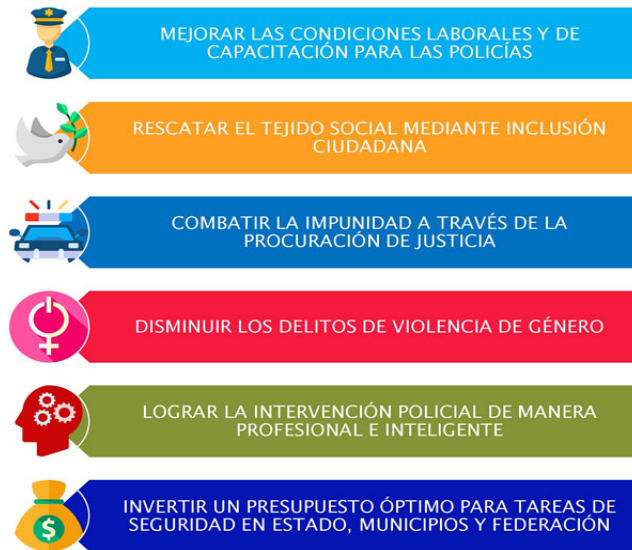 MEJORAR LAS CONDICIONES LABORALES Y DE
CAPACITACIÓN PARA LAS POLICÍAS
RESCATAR EL TEJIDO SOCIAL MEDIANTE INCLUSIÓN
CIUDADANA
COMBATIR LA IMPUNIDAD A TRAVÉS DE LA
PROCURACIÓN DE JUSTICIA
DISMINUIR LOS DELITOS DE VIOLENCIA DE GÉNERO
LOGRAR LA INTERVENCIÓN POLICIAL DE MANERA
PROFESIONAL E INTELIGENTE
INVERTIR UN PRESUPUESTO ÓPTIMO PARA TAREAS DE
SEGURIDAD EN ESTADO, MUNICIPIOS Y FEDERACIÓN
$